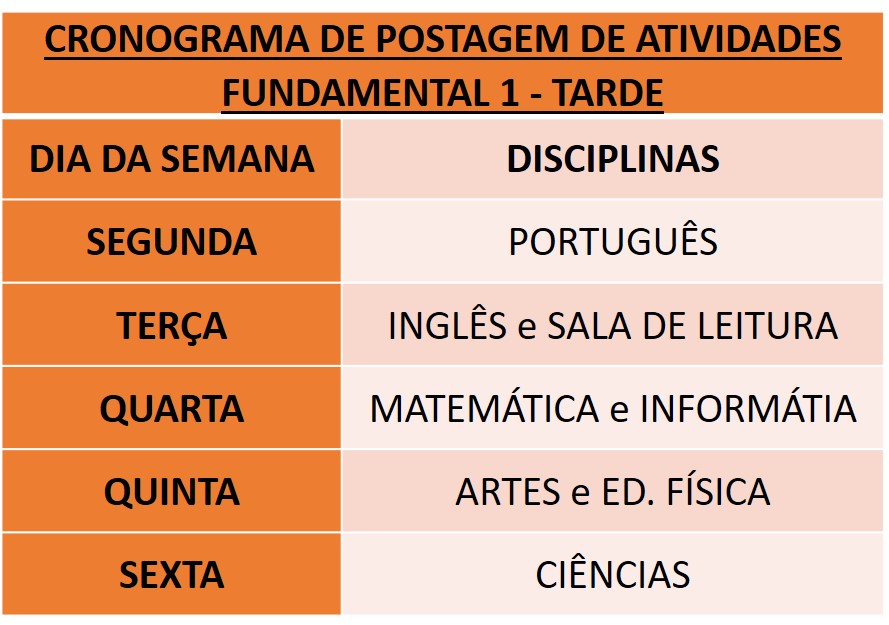 CRONOGRAMA DE POSTAGEM DE ATIVIDADES
FUNDAMENTAL 1 - TARDE
DIA DA SEMANA DISCIPLINAS
SEGUNDA PORTUGUÊS
TERÇA INGLÊS e SALA DE LEITURA
QUARTA MATEMÁTICA e INFORMÁTIA
QUINTA ARTES e ED. FÍSICA
SEXTA CIÊNCIAS